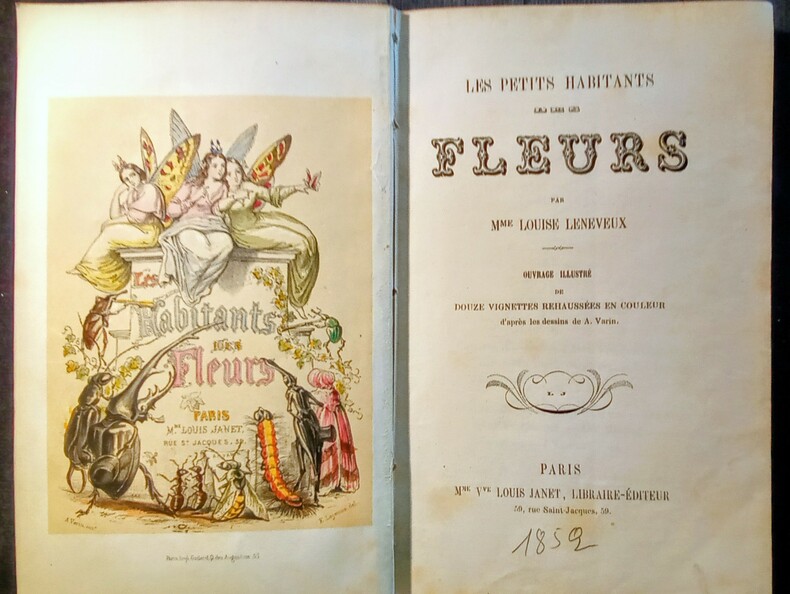 Les
Habitants
DES
Fleurs
PARIS
Mme LOUIS JANET.
RUE St JACQUES, 59.
LES PETITS HABITANTS
FLEURS
PAR
MME LOUISE LENEVEUX
OUVRAGE ILLUSTRÉ
DE
DOUZE VIGNETTES REHAUSSÉES EN COULEUR
d'après les dessins de A. Varin.
PARIS
MME VVE LOUIS JANET, LIBRAIRE-ÉDITEUR
59, rue Saint-Jacques, 59.
1852